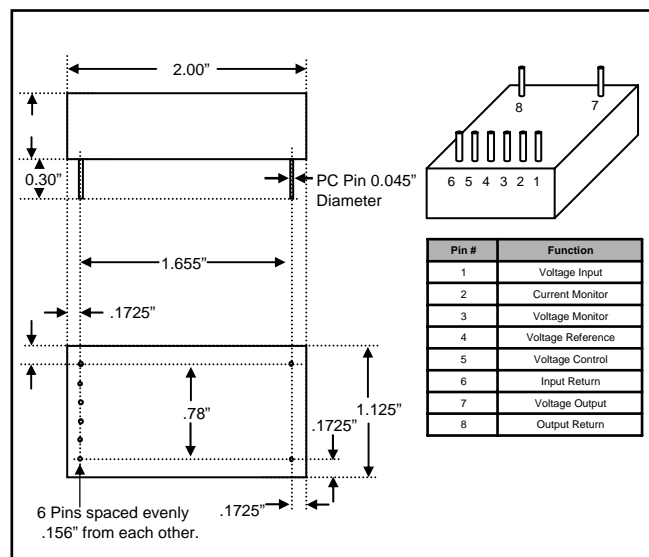 2.00”
0.30”
PC Pin 0.045”
Diameter
1.655”
.1725”
.78”
1.125”
.1725”
.1725”
6 Pins spaced evenly
.156” from each other.
8
7
6 5 4 3 2 1
Pin # Function
1 Voltage Input
2 Current Monitor
3 Voltage Monitor
4 Voltage Reference
5 Voltage Control
6 Input Return
7 Voltage Output
8 Output Return